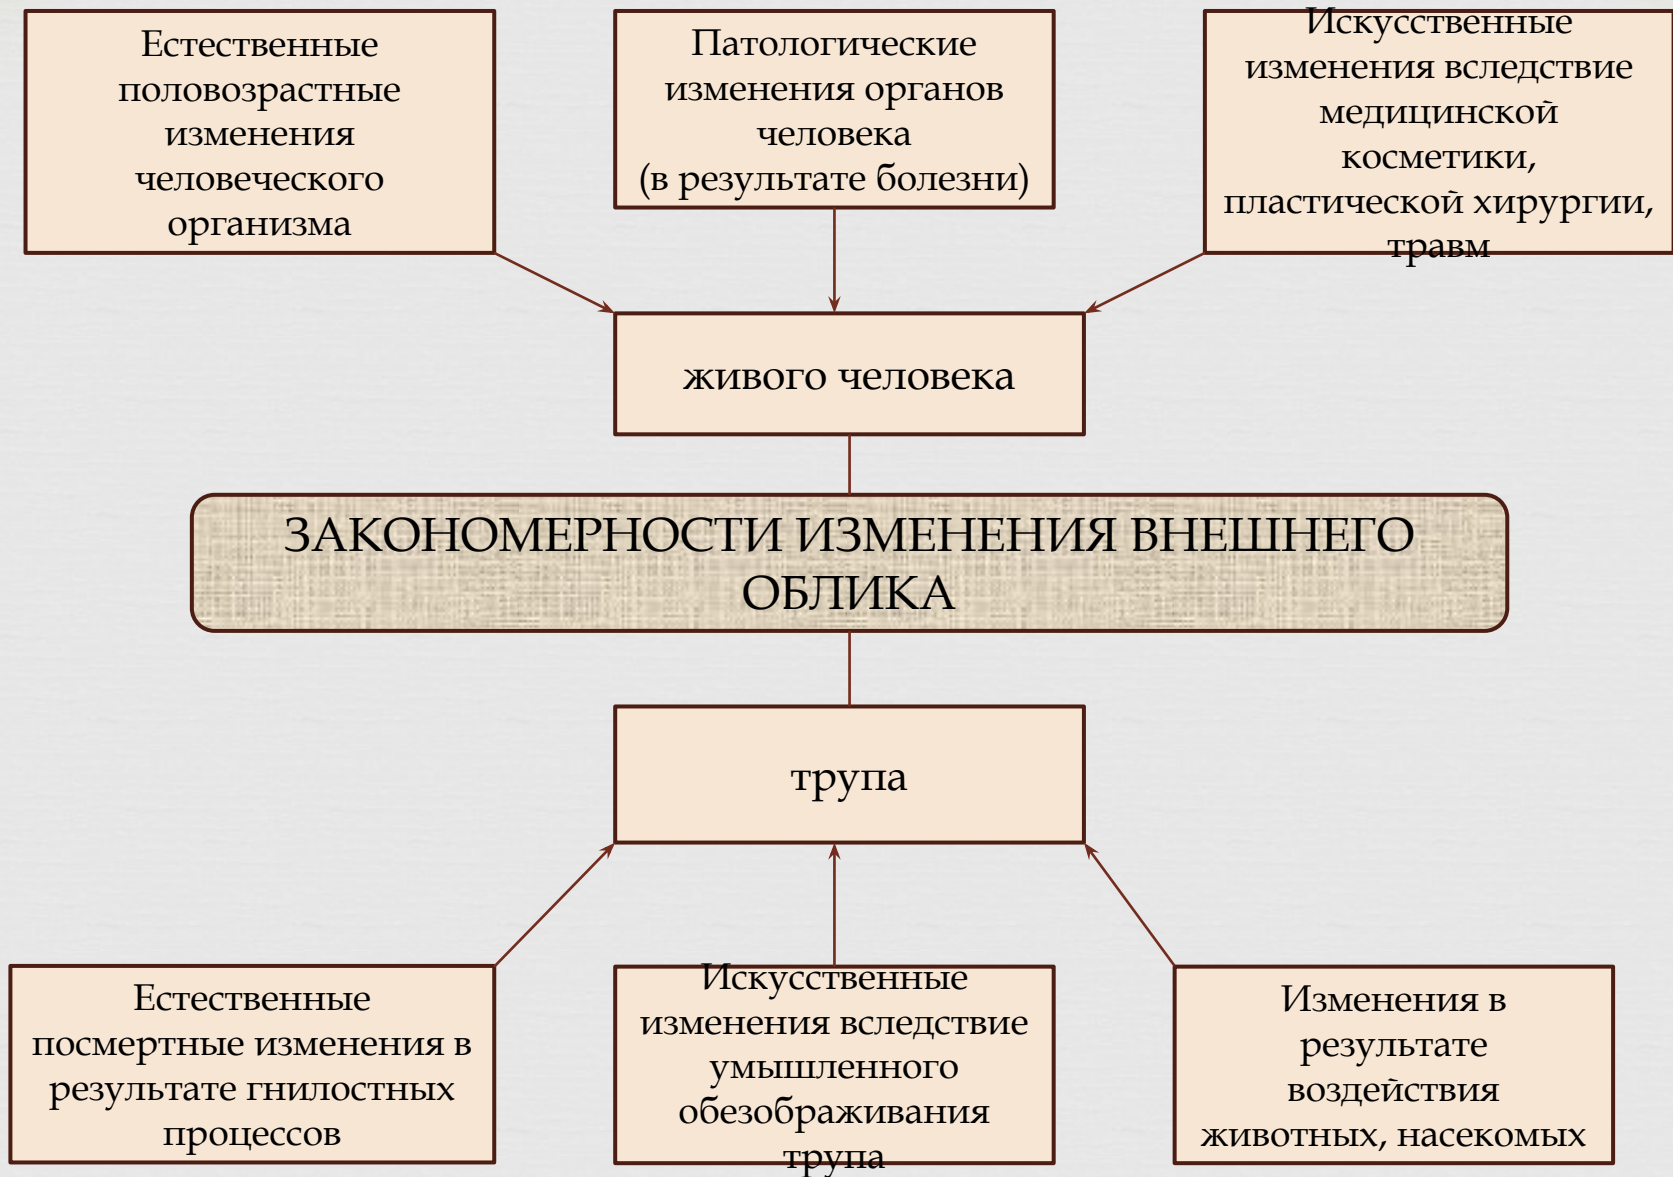 Естественные
половозрастные
изменения
человеческого
организма
Патологические
изменения органов
человека
(в результате болезни)
Искусственные
изменения вследствие
медицинской
косметики,
пластической хирургии,
травм
живого человека
ЗАКОНОМЕРНОСТИ ИЗМЕНЕНИЯ ВНЕШНЕГО
ОБЛИКА
трупа
Естественные
посмертные изменения в
результате гнилостных
процессов
Искусственные
изменения вследствие
умышленного
обезображивания
трупа
Изменения в
результате
воздействия
животных, насекомых